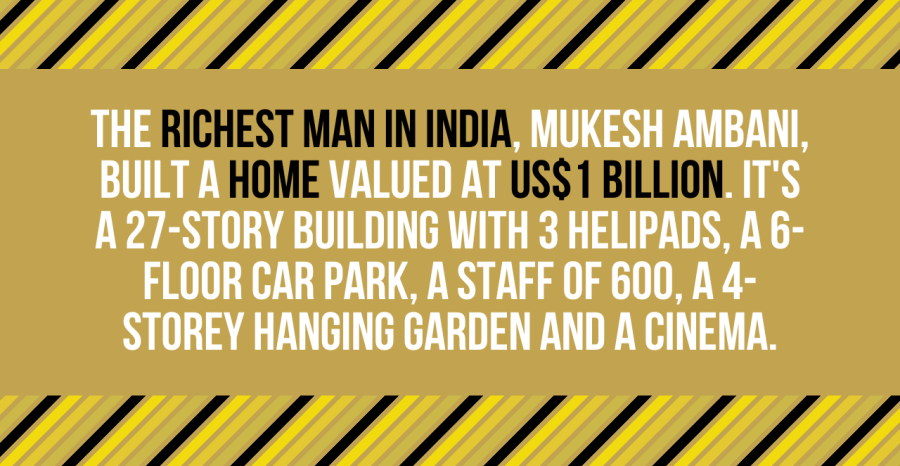 THE RICHEST MAN IN INDIA, MUKESH AMBANI,
BUILT A HOME VALUED AT US$1 BILLION. IT'S
A 27-STORY BUILDING WITH 3 HELIPADS, A 6-
FLOOR CAR PARK, A STAFF OF 600, A 4-
STOREY HANGING GARDEN AND A CINEMA.